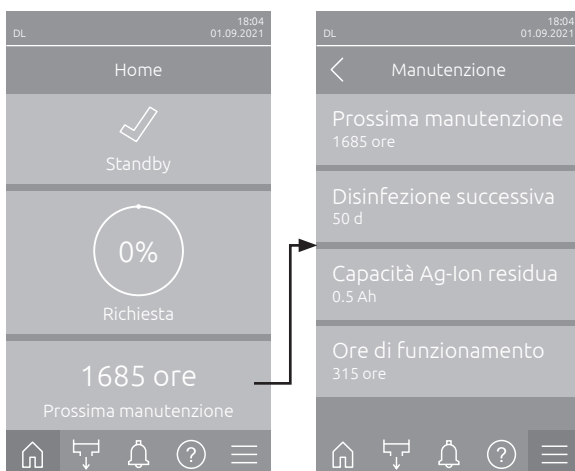 18:04
DL 01.09.2021
Home
Standby
0%
Richiesta
1685 ore
Prossima manutenzione
?
18:04
DL 01.09.2021
Manutenzione
Prossima manutenzione
1685 ore
Disinfezione successiva
50 d
Capacità Ag-Ion residua
0.5 Ah
Ore di funzionamento
315 ore
?